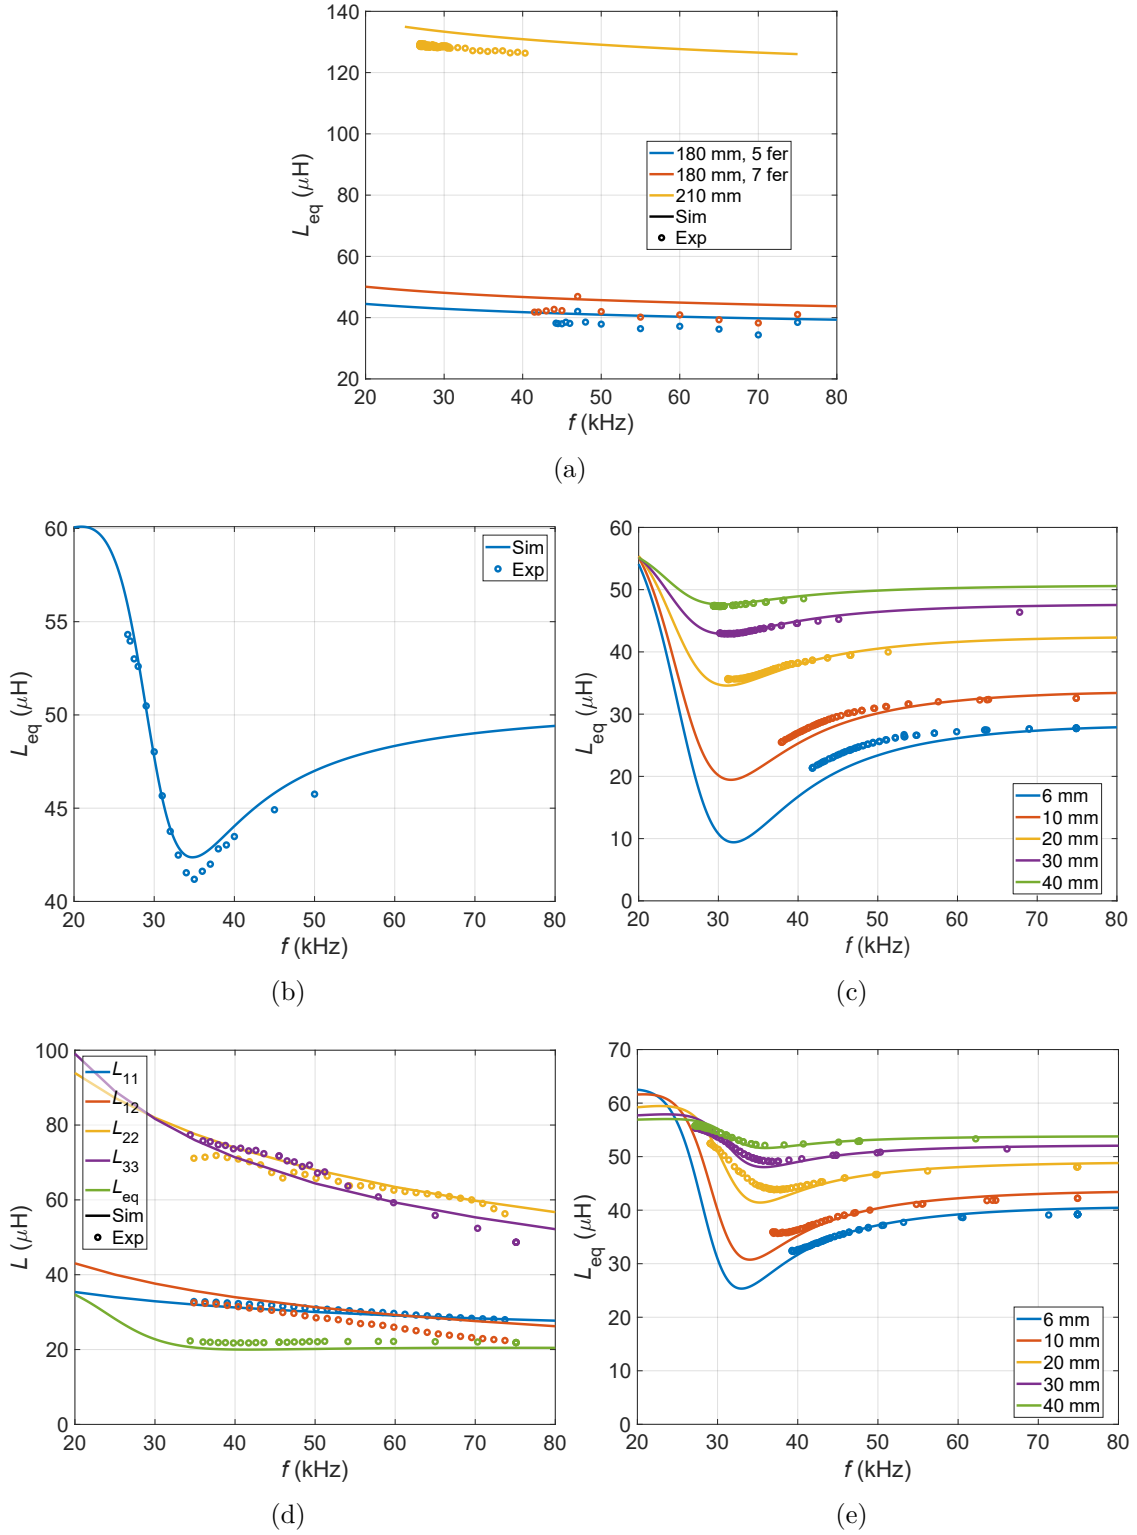 140
120
100
80
60
40
20
L_eq (μH)
180 mm, 5 fer
180 mm, 7 fer
210 mm
Sim
Exp
20 30 40 50 60 70 80
f (kHz)
(a)
60
55
50
45
40
L_eq (μH)
Sim
Exp
20 30 40 50 60 70 80
f (kHz)
(b)
60
50
40
30
20
10
0
L_eq (μH)
6 mm
10 mm
20 mm
30 mm
40 mm
20 30 40 50 60 70 80
f (kHz)
(c)
100
80
60
40
20
0
L (μH)
L_11
L_12
L_22
L_33
L_eq
Sim
Exp
20 30 40 50 60 70 80
f (kHz)
(d)
70
60
50
40
30
20
10
0
L_eq (μH)
6 mm
10 mm
20 mm
30 mm
40 mm
20 30 40 50 60 70 80
f (kHz)
(e)